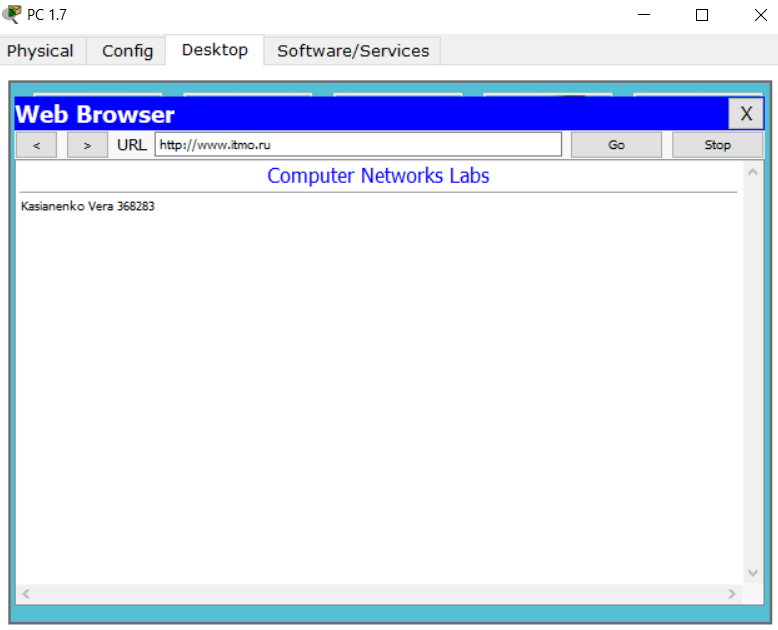 PC 1.7
Physical Config Desktop Software/Services
Web Browser X
< > URL http://www.itmo.ru Go Stop
Computer Networks Labs
Kasianenko Vera 368283